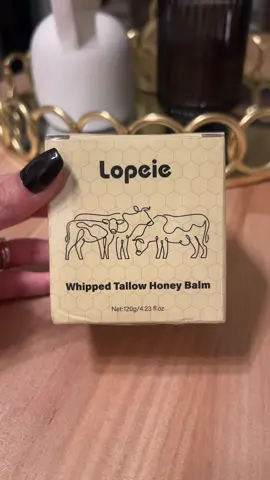 Lopeie
Whipped Tallow Honey Balm
Net:120g/4.23 fl.oz